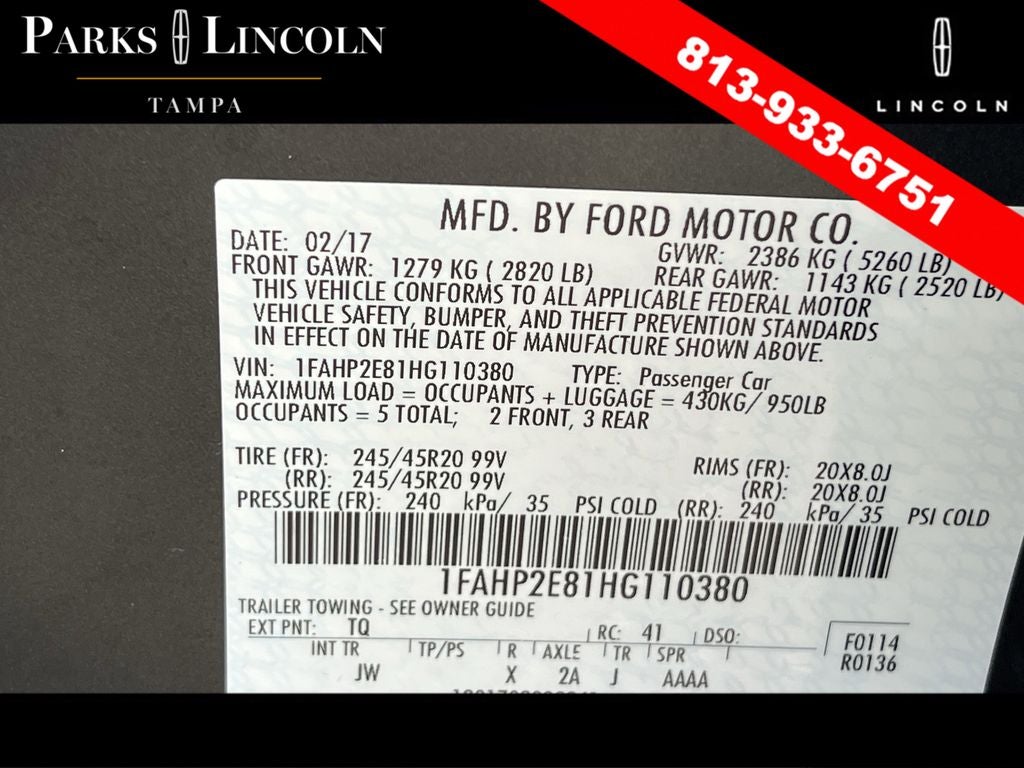 PARKS LINCOLN
TAMPA
LINCOLN
813-933-6751
MFD. BY FORD MOTOR CO.
DATE: 02/17 GVWR: 2386 KG ( 5260 LB)
FRONT GAWR: 1279 KG ( 2820 LB) REAR GAWR: 1143 KG ( 2520 LB)
THIS VEHICLE CONFORMS TO ALL APPLICABLE FEDERAL MOTOR
VEHICLE SAFETY, BUMPER, AND THEFT PREVENTION STANDARDS
IN EFFECT ON THE DATE OF MANUFACTURE SHOWN ABOVE.
VIN: 1FAHP2E81HG110380 TYPE: Passenger Car
MAXIMUM LOAD = OCCUPANTS + LUGGAGE = 430KG/ 950LB
OCCUPANTS = 5 TOTAL; 2 FRONT, 3 REAR
TIRE (FR): 245/45R20 99V RIMS (FR): 20X8.0J
(RR): 245/45R20 99V (RR): 20X8.0J
PRESSURE (FR): 240 kPa/ 35 PSI COLD (RR): 240 kPa/ 35 PSI COLD
1FAHP2E81HG110380
TRAILER TOWING - SEE OWNER GUIDE
EXT PNT: TQ RC: 41 DSO: F0114
INT TR TP/PS R AXLE TR SPR R0136
JW X 2A J AAAA